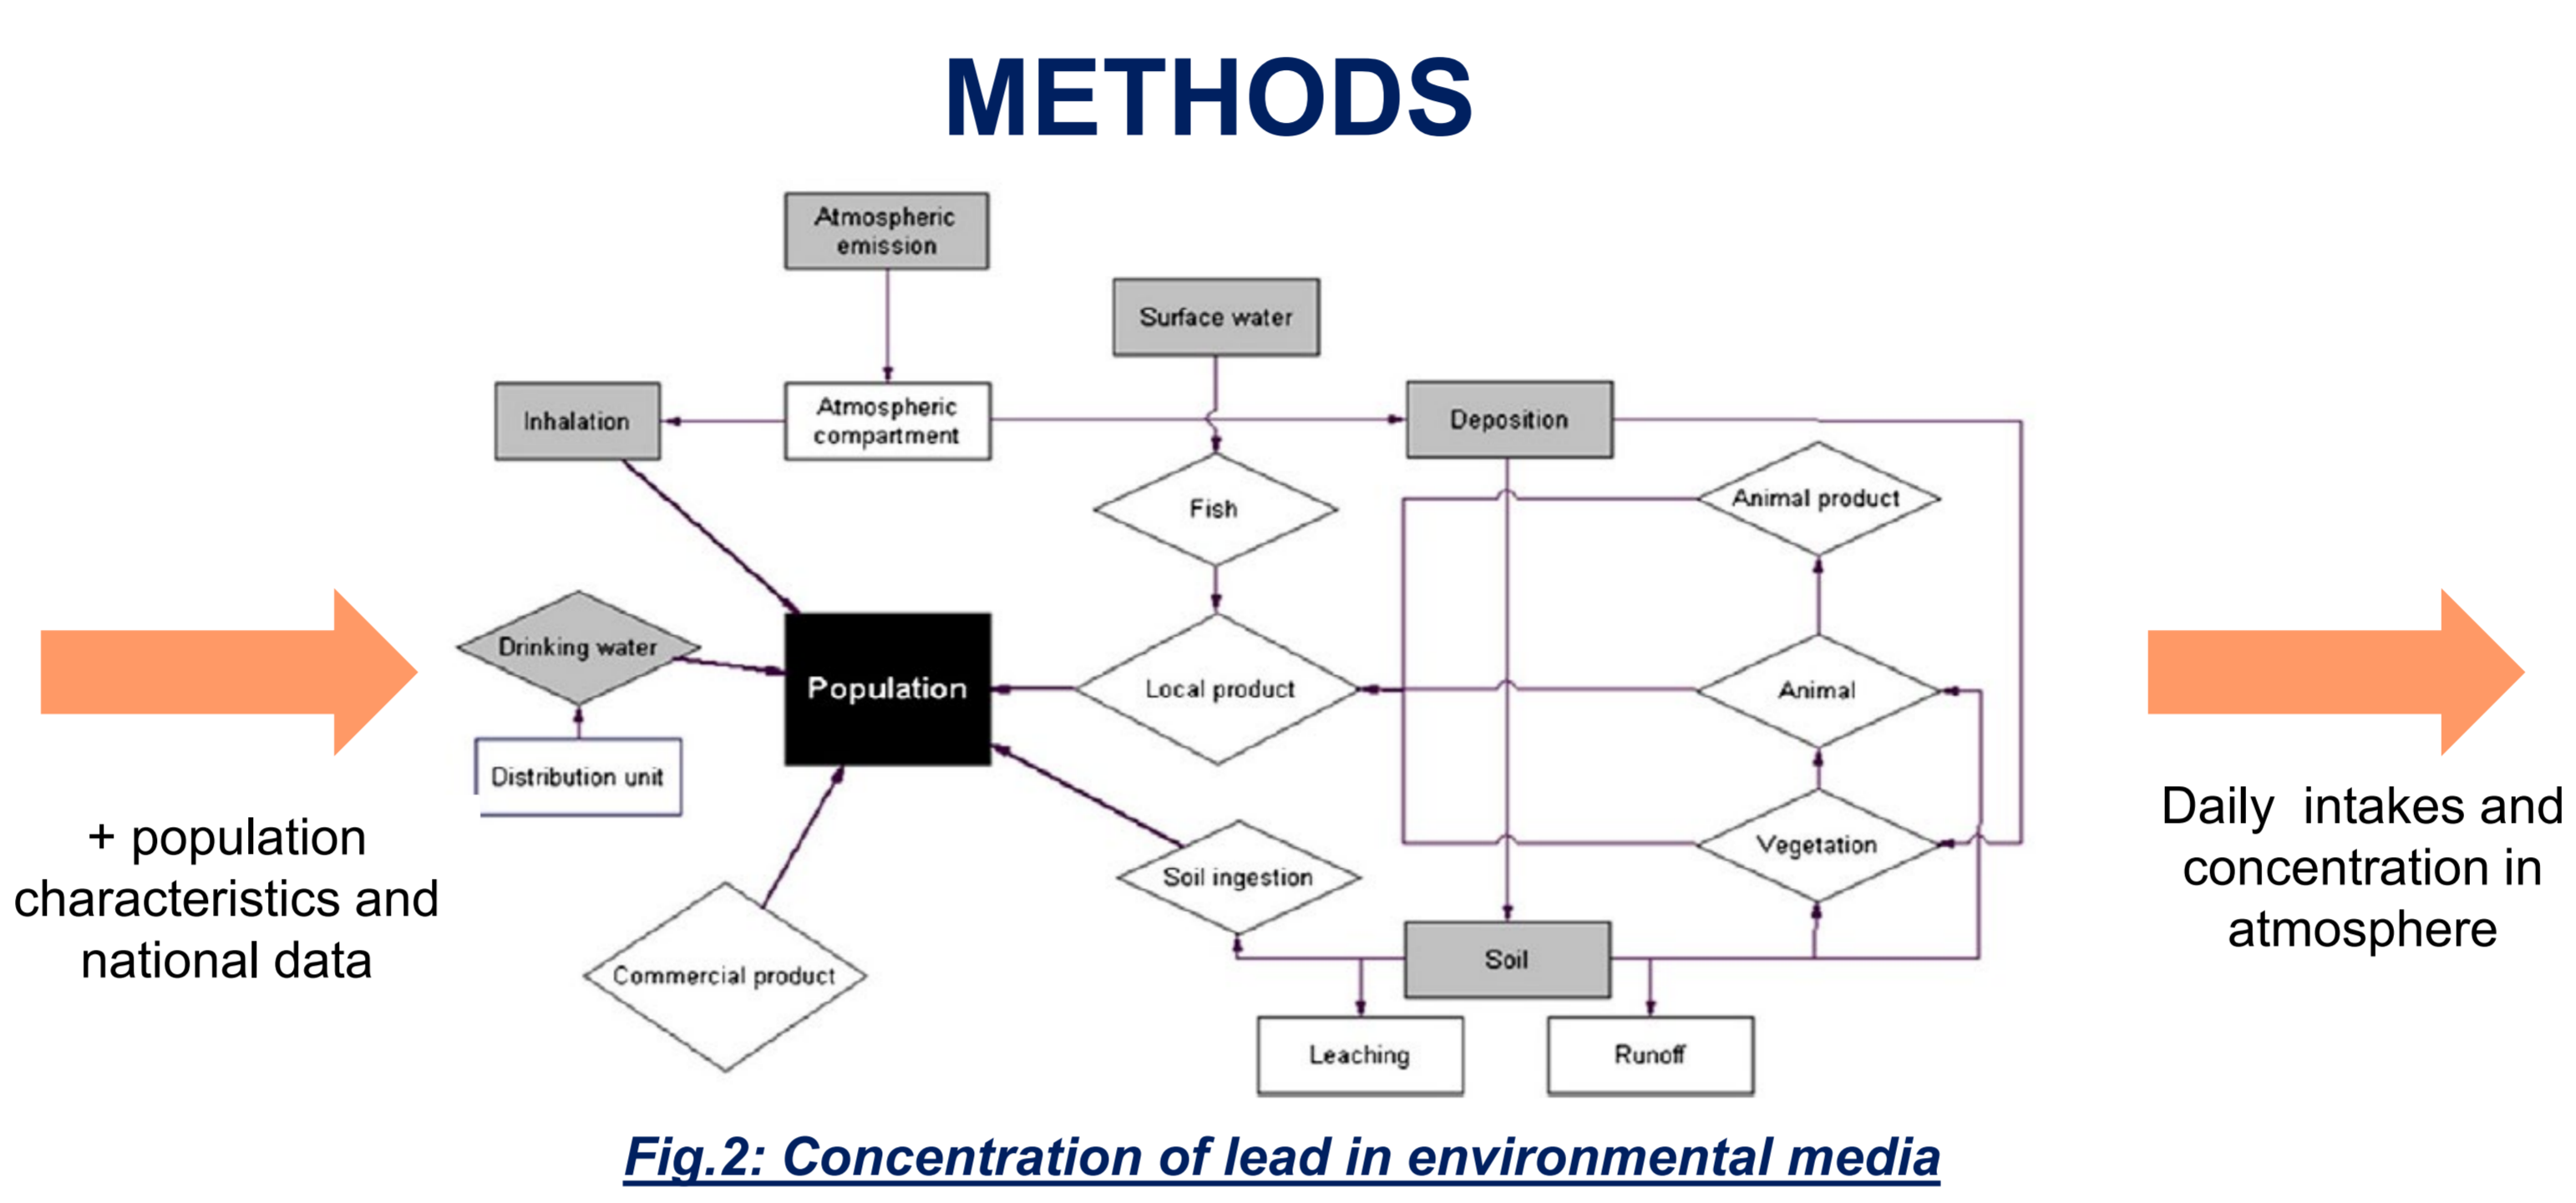 METHODS
Atmospheric
emission
Surface water
Inhalation
Atmospheric
compartment
Deposition
Fish
Animal product
Drinking water
Population
Local product
Animal
Distribution unit
Vegetation
Soil ingestion
Commercial product
Soil
Leaching
Runoff
+ population
characteristics and
national data
Daily intakes and
concentration in
atmosphere
Fig.2: Concentration of lead in environmental media